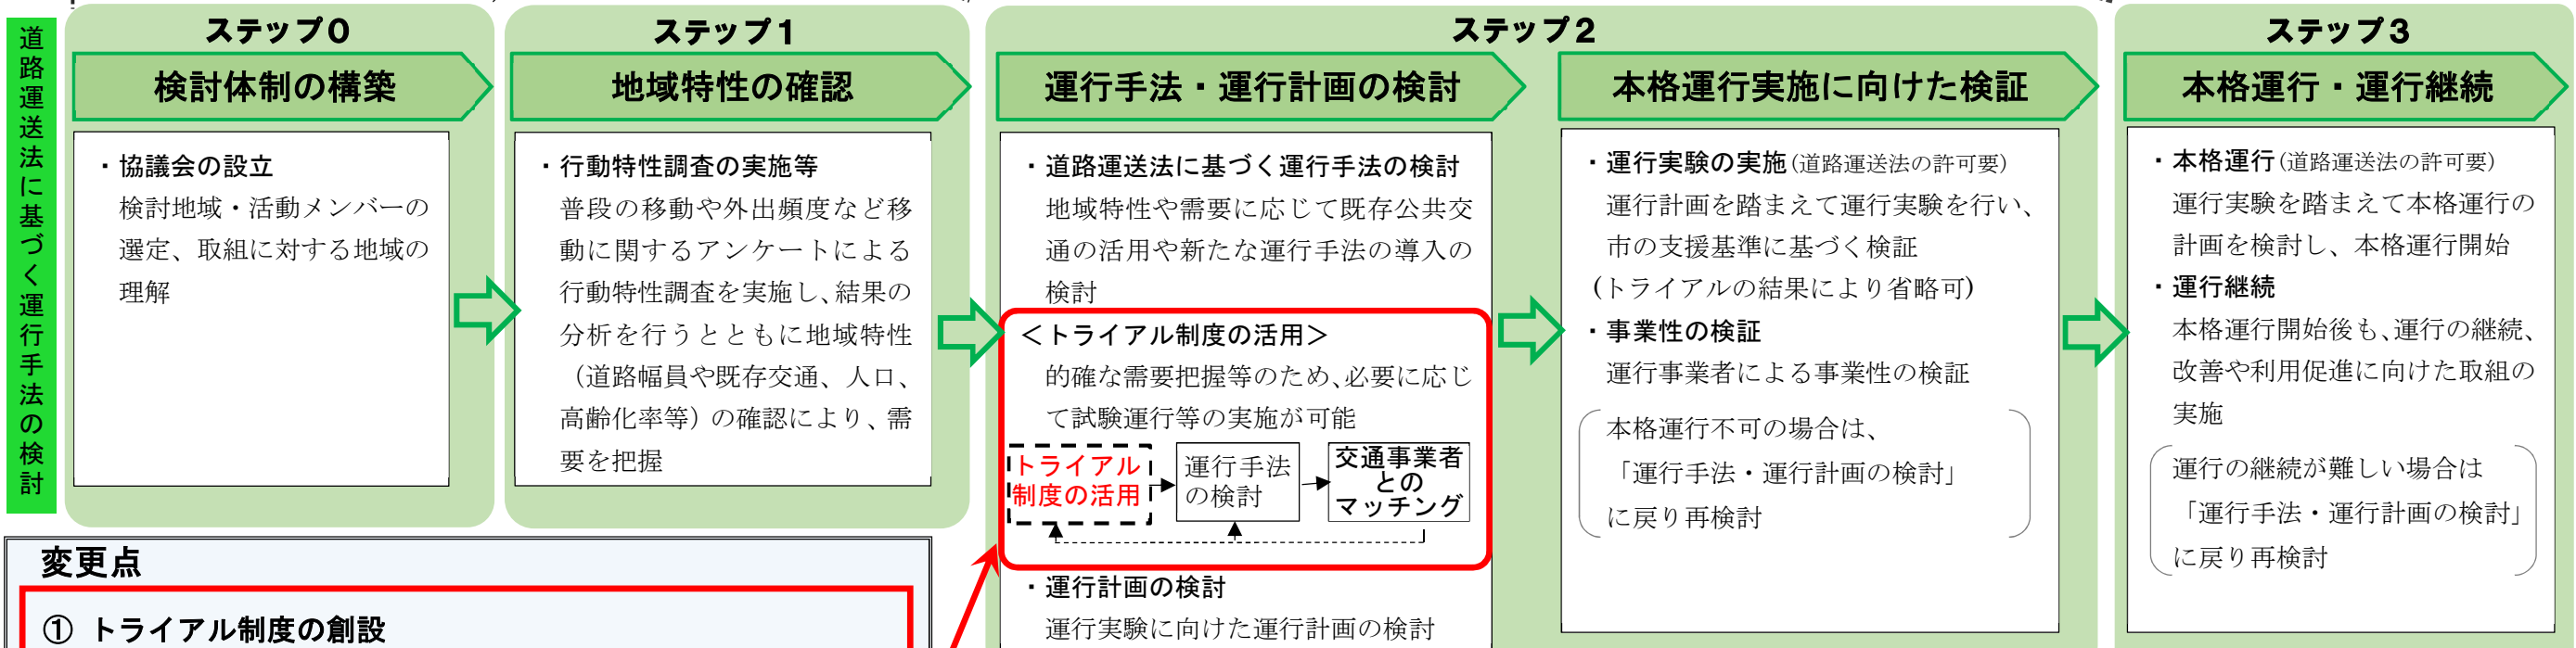 道路運送法に基づく運行手法の検討
ステップ0
検討体制の構築
・協議会の設立
検討地域・活動メンバーの
選定、取組に対する地域の
理解
ステップ1
地域特性の確認
・行動特性調査の実施等
普段の移動や外出頻度など移
動に関するアンケートによる
行動特性調査を実施し、結果の
分析を行うとともに地域特性
（道路幅員や既存交通、人口、
高齢化率等）の確認により、需
要を把握
ステップ2
運行手法・運行計画の検討
・道路運送法に基づく運行手法の検討
地域特性や需要に応じて既存公共交
通の活用や新たな運行手法の導入の
検討
＜トライアル制度の活用＞
的確な需要把握等のため、必要に応じ
て試験運行等の実施が可能
トライアル
制度の活用
運行手法
の検討
交通事業者
との
マッチング
・運行計画の検討
運行実験に向けた運行計画の検討
本格運行実施に向けた検証
・運行実験の実施(道路運送法の許可要)
運行計画を踏まえて運行実験を行い、
市の支援基準に基づく検証
(トライアルの結果により省略可)
・事業性の検証
運行事業者による事業性の検証
本格運行不可の場合は、
「運行手法・運行計画の検討」
に戻り再検討
ステップ3
本格運行・運行継続
・本格運行(道路運送法の許可要)
運行実験を踏まえて本格運行の
計画を検討し、本格運行開始
・運行継続
本格運行開始後も、運行の継続、
改善や利用促進に向けた取組の
実施
運行の継続が難しい場合は
「運行手法・運行計画の検討」
に戻り再検討
変更点
① トライアル制度の創設